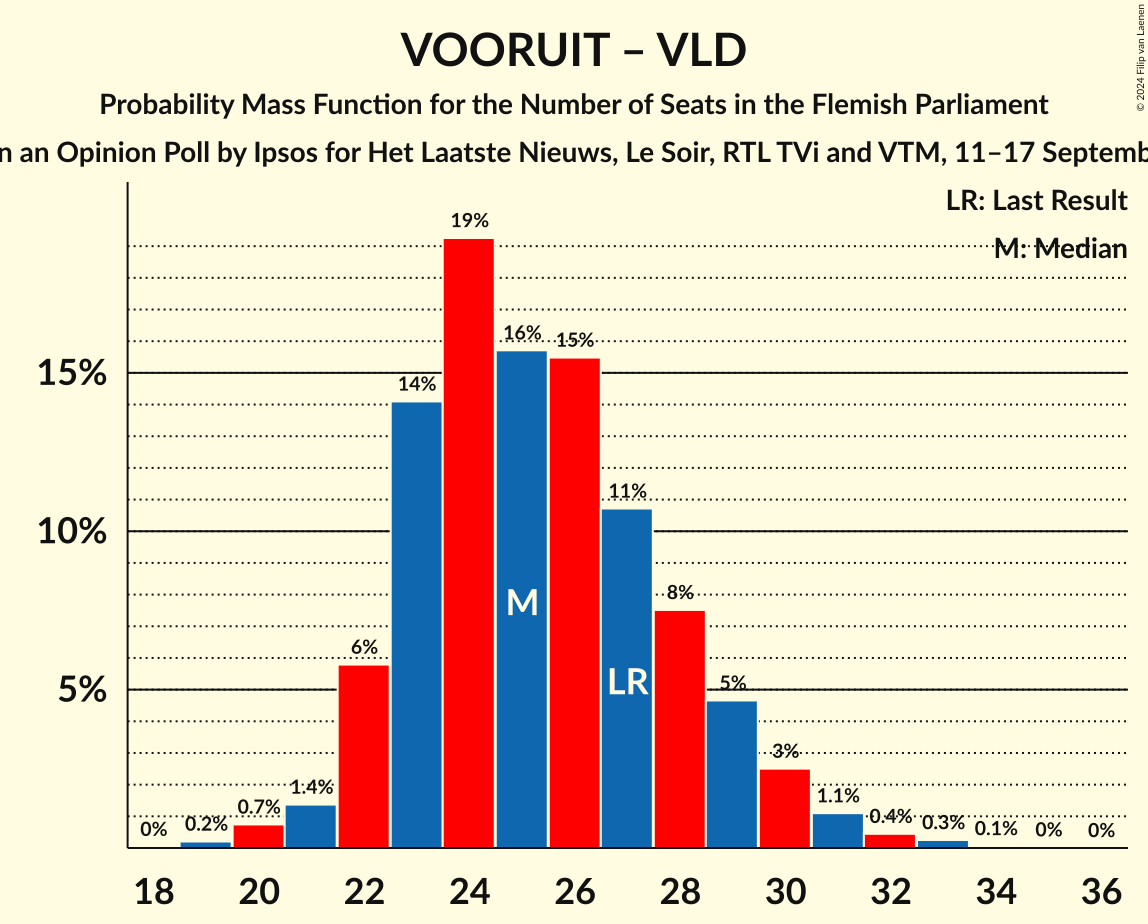 VOORUIT – VLD
Probability Mass Function for the Number of Seats in the Flemish Parliament
n an Opinion Poll by Ipsos for Het Laatste Nieuws, Le Soir, RTL TVi and VTM, 11–17 Septemb
© 2024 Filip van Laenen
LR: Last Result
M: Median
15%
10%
5%
0%
0.2%
0.7%
1.4%
6%
14%
19%
16%
15%
11%
8%
5%
3%
1.1%
0.4%
0.3%
0.1%
0%
0%
M
LR
18 20 22 24 26 28 30 32 34 36